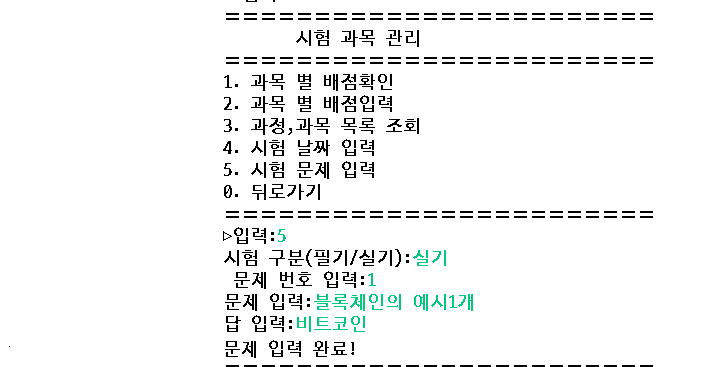 ========================
시험 과목 관리
========================
1. 과목 별 배점확인
2. 과목 별 배점입력
3. 과정,과목 목록 조회
4. 시험 날짜 입력
5. 시험 문제 입력
0. 뒤로가기
========================
▷입력:5
시험 구분(필기/실기):실기
문제 번호 입력:1
문제 입력:블록체인의 예시1개
답 입력:비트코인
문제 입력 완료!
========================